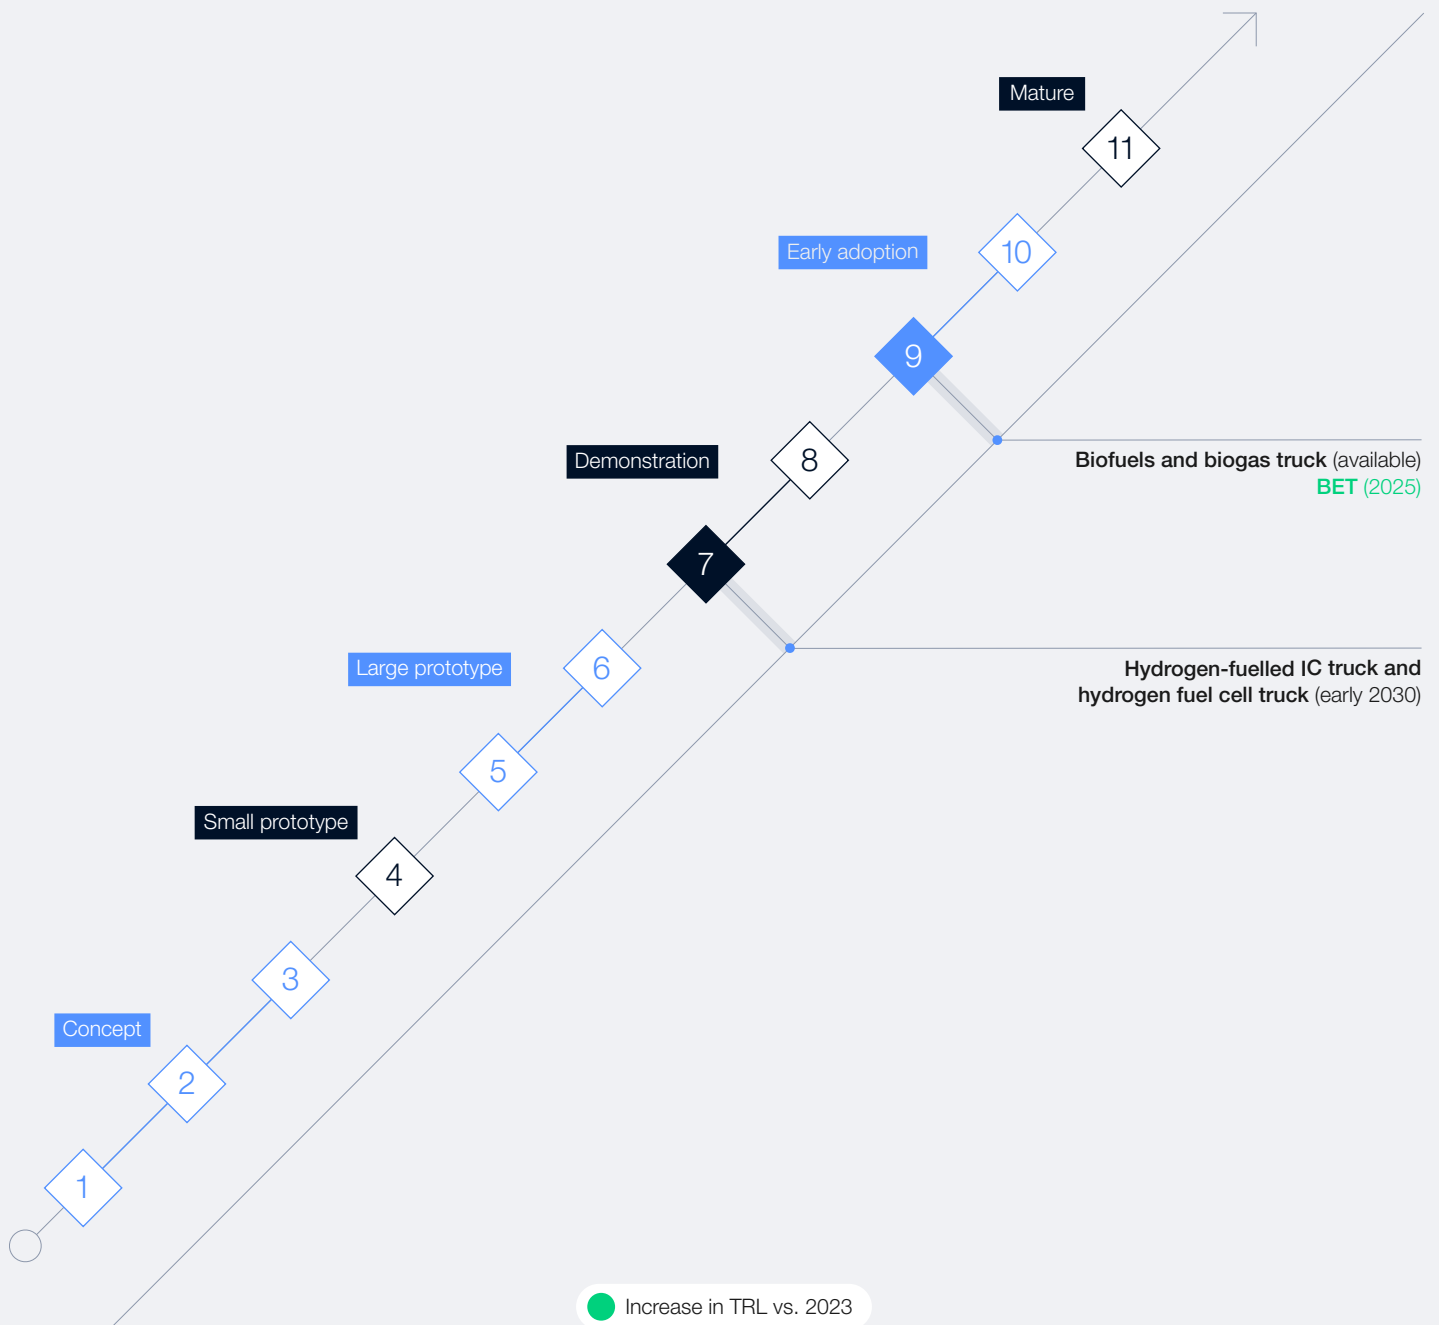 Mature
11
Early adoption
10
9
Biofuels and biogas truck (available)
BET (2025)
Demonstration
8
7
Hydrogen-fuelled IC truck and
hydrogen fuel cell truck (early 2030)
Large prototype
6
5
Small prototype
4
3
Concept
2
1
Increase in TRL vs. 2023